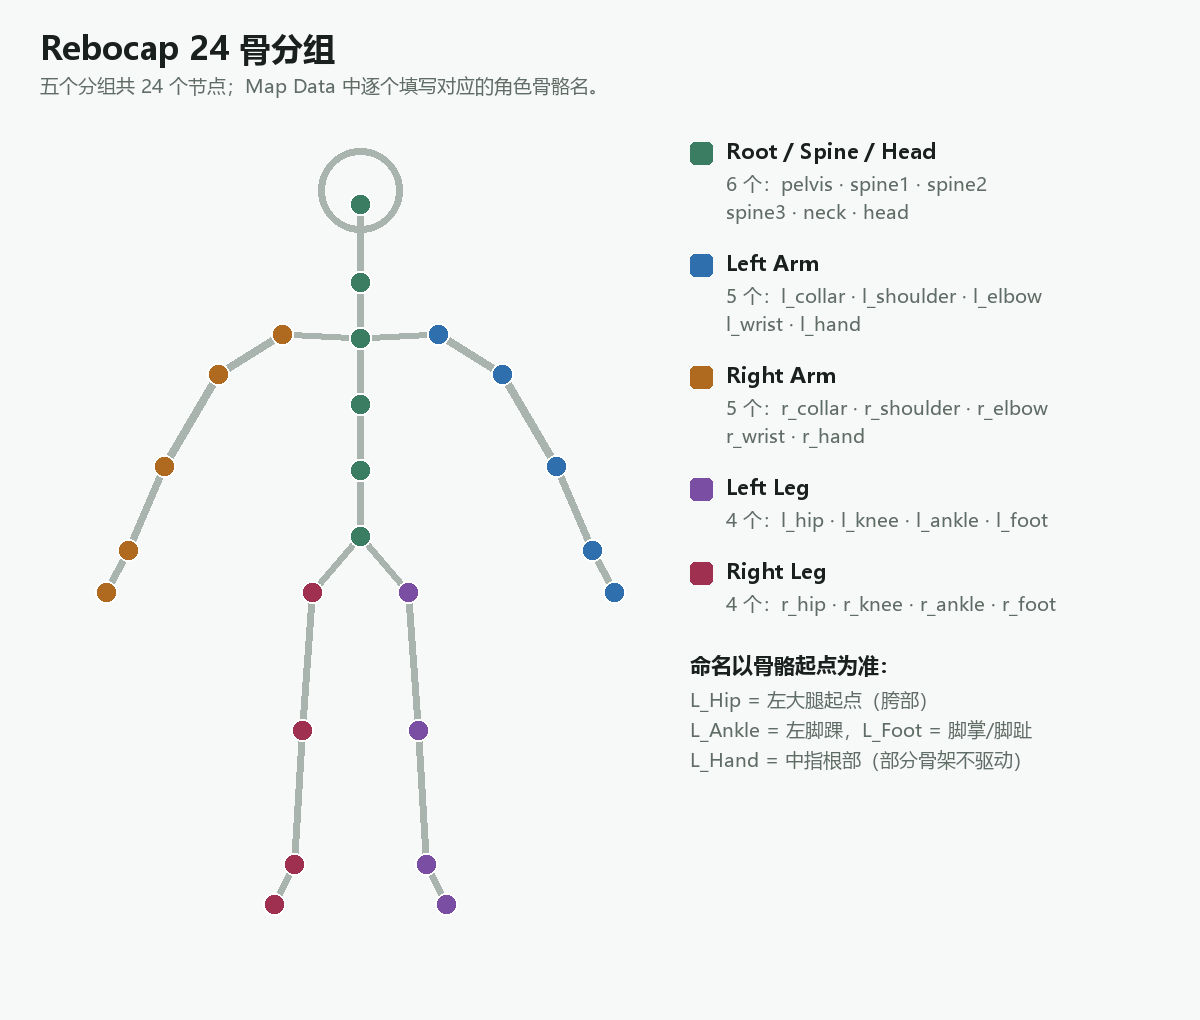 Rebocap 24 骨分组
五个分组共 24 个节点；Map Data 中逐个填写对应的角色骨骼名。
Root / Spine / Head
6 个：pelvis · spine1 · spine2
spine3 · neck · head
Left Arm
5 个：l_collar · l_shoulder · l_elbow
l_wrist · l_hand
Right Arm
5 个：r_collar · r_shoulder · r_elbow
r_wrist · r_hand
Left Leg
4 个：l_hip · l_knee · l_ankle · l_foot
Right Leg
4 个：r_hip · r_knee · r_ankle · r_foot
命名以骨骼起点为准：
L_Hip = 左大腿起点（胯部）
L_Ankle = 左脚踝，L_Foot = 脚掌/脚趾
L_Hand = 中指根部（部分骨架不驱动）